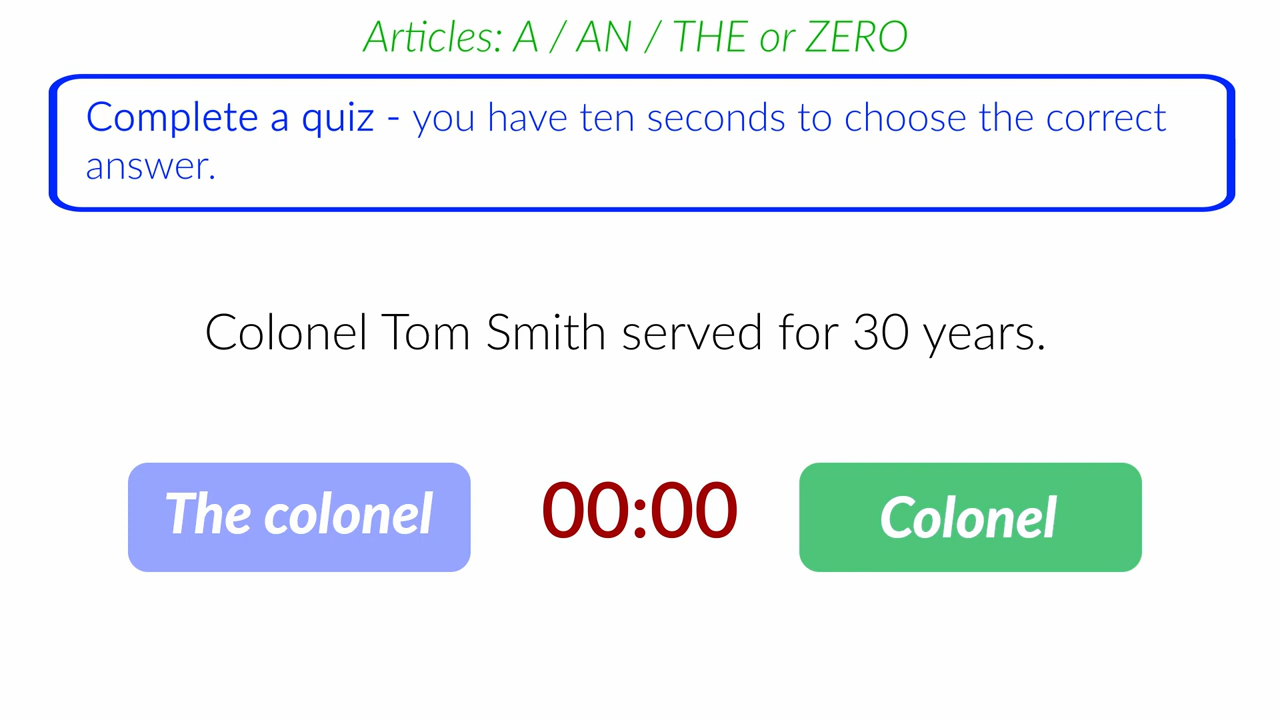 Articles: A / AN / THE or ZERO
Complete a quiz - you have ten seconds to choose the correct
answer.
Colonel Tom Smith served for 30 years.
The colonel
00:00
Colonel